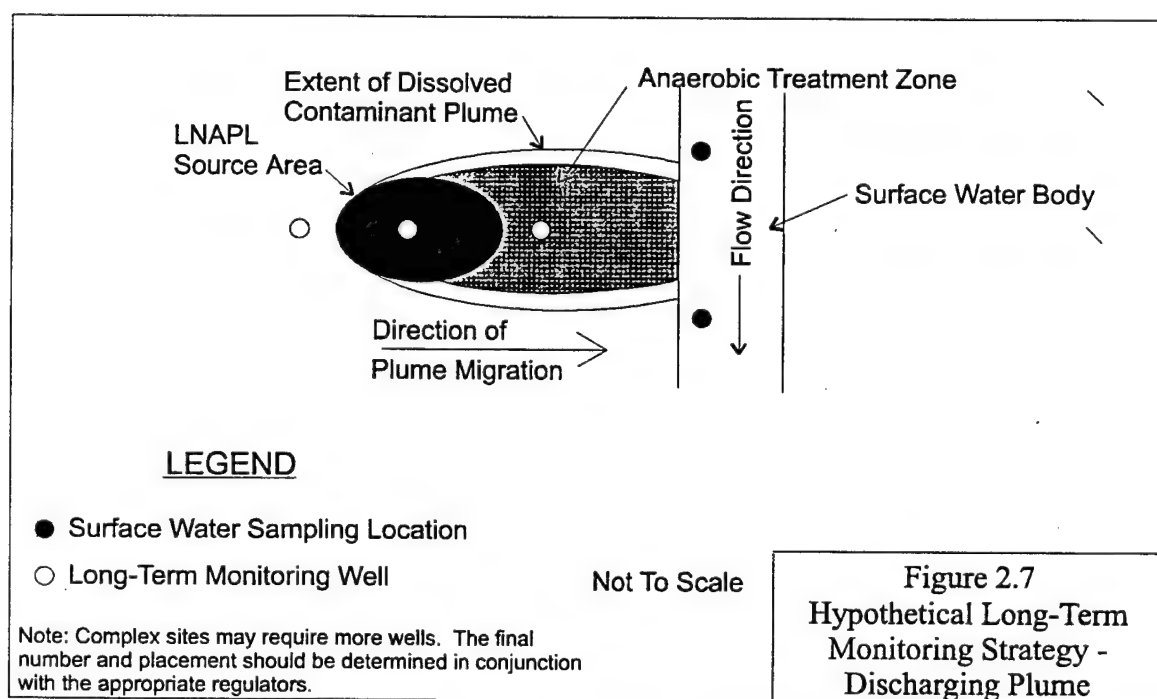 Extent of Dissolved
Contaminant Plume
Anaerobic Treatment Zone
LNAPL
Source Area
Flow Direction
Surface Water Body
Direction of
Plume Migration
LEGEND
Surface Water Sampling Location
Long-Term Monitoring Well
Not To Scale
Note: Complex sites may require more wells. The final
number and placement should be determined in conjunction
with the appropriate regulators.
Figure 2.7
Hypothetical Long-Term
Monitoring Strategy -
Discharging Plume